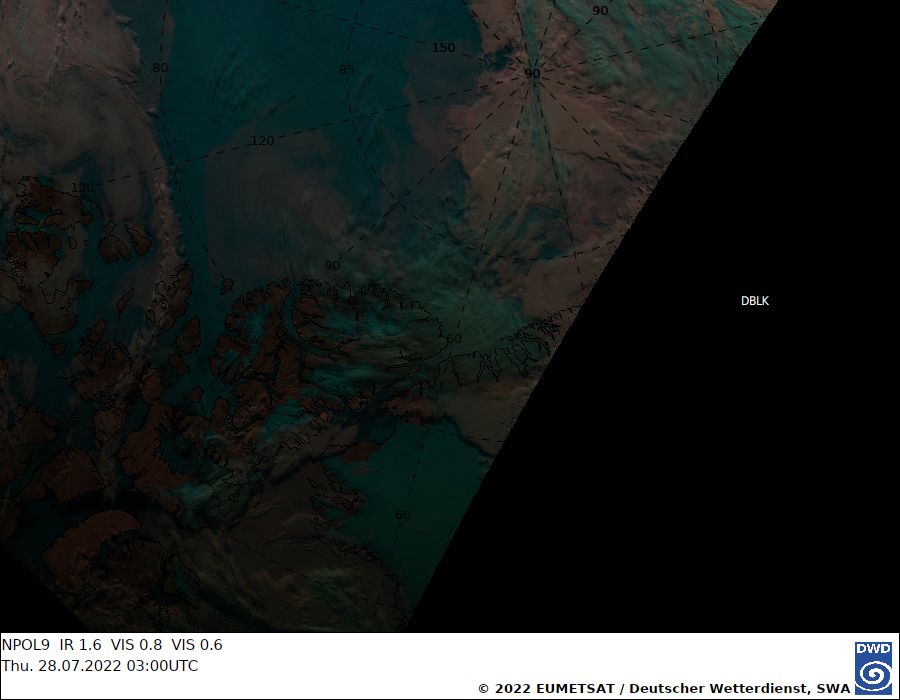 90
150
80
85
90
120
120
90
60
DBLK
60
NPOL9 IR 1.6 VIS 0.8 VIS 0.6
Thu. 28.07.2022 03:00UTC
DWD
© 2022 EUMETSAT / Deutscher Wetterdienst, SWA